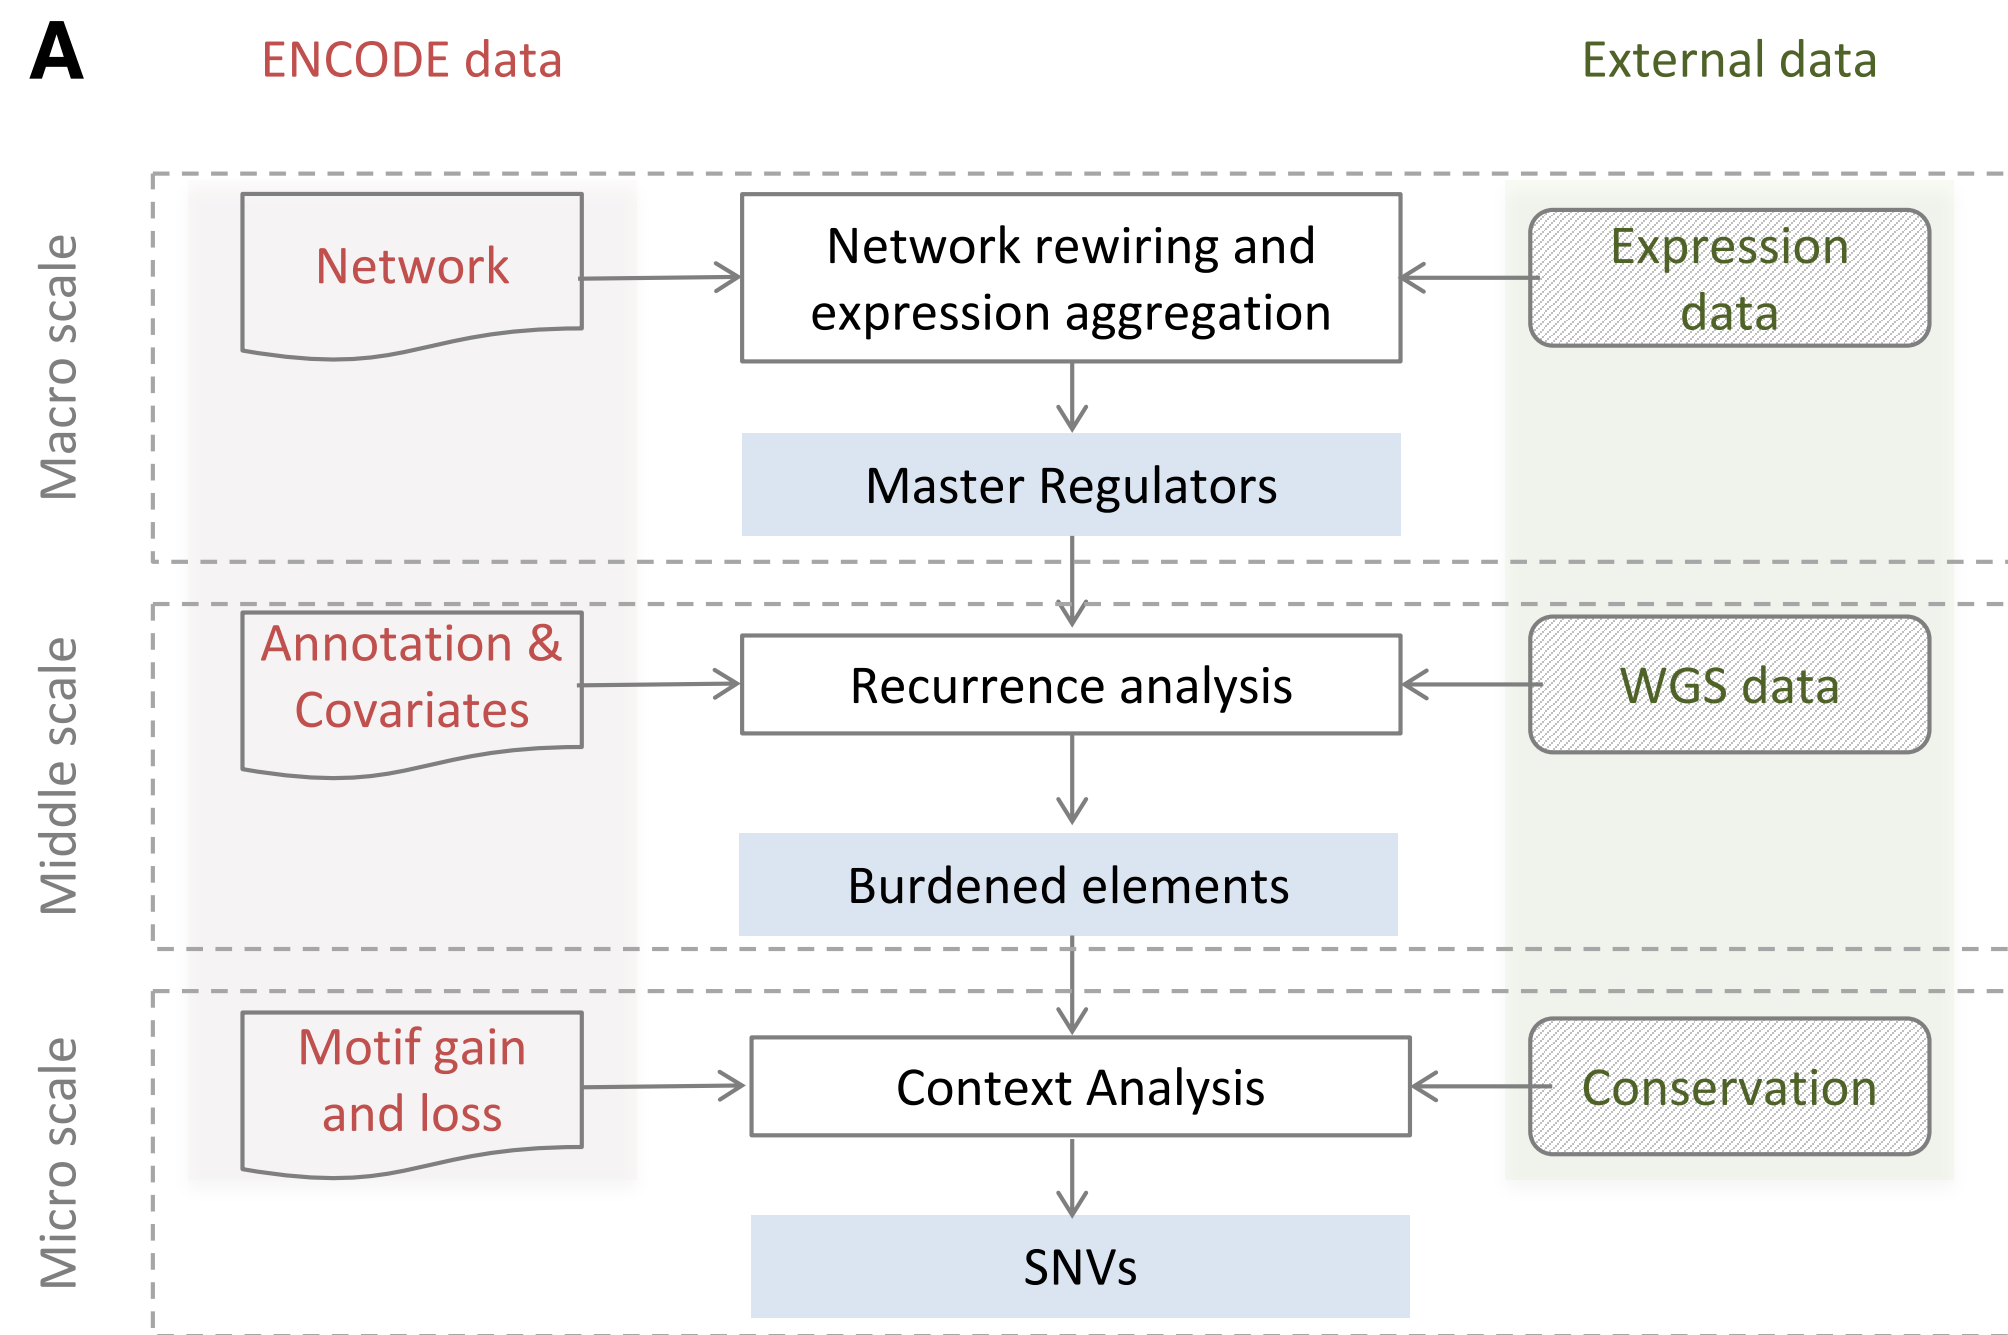 A
ENCODE data
External data
Macro scale
Network
Network rewiring and
expression aggregation
Expression
data
Master Regulators
Middle scale
Annotation &
Covariates
Recurrence analysis
WGS data
Burdened elements
Micro scale
Motif gain
and loss
Context Analysis
Conservation
SNVs